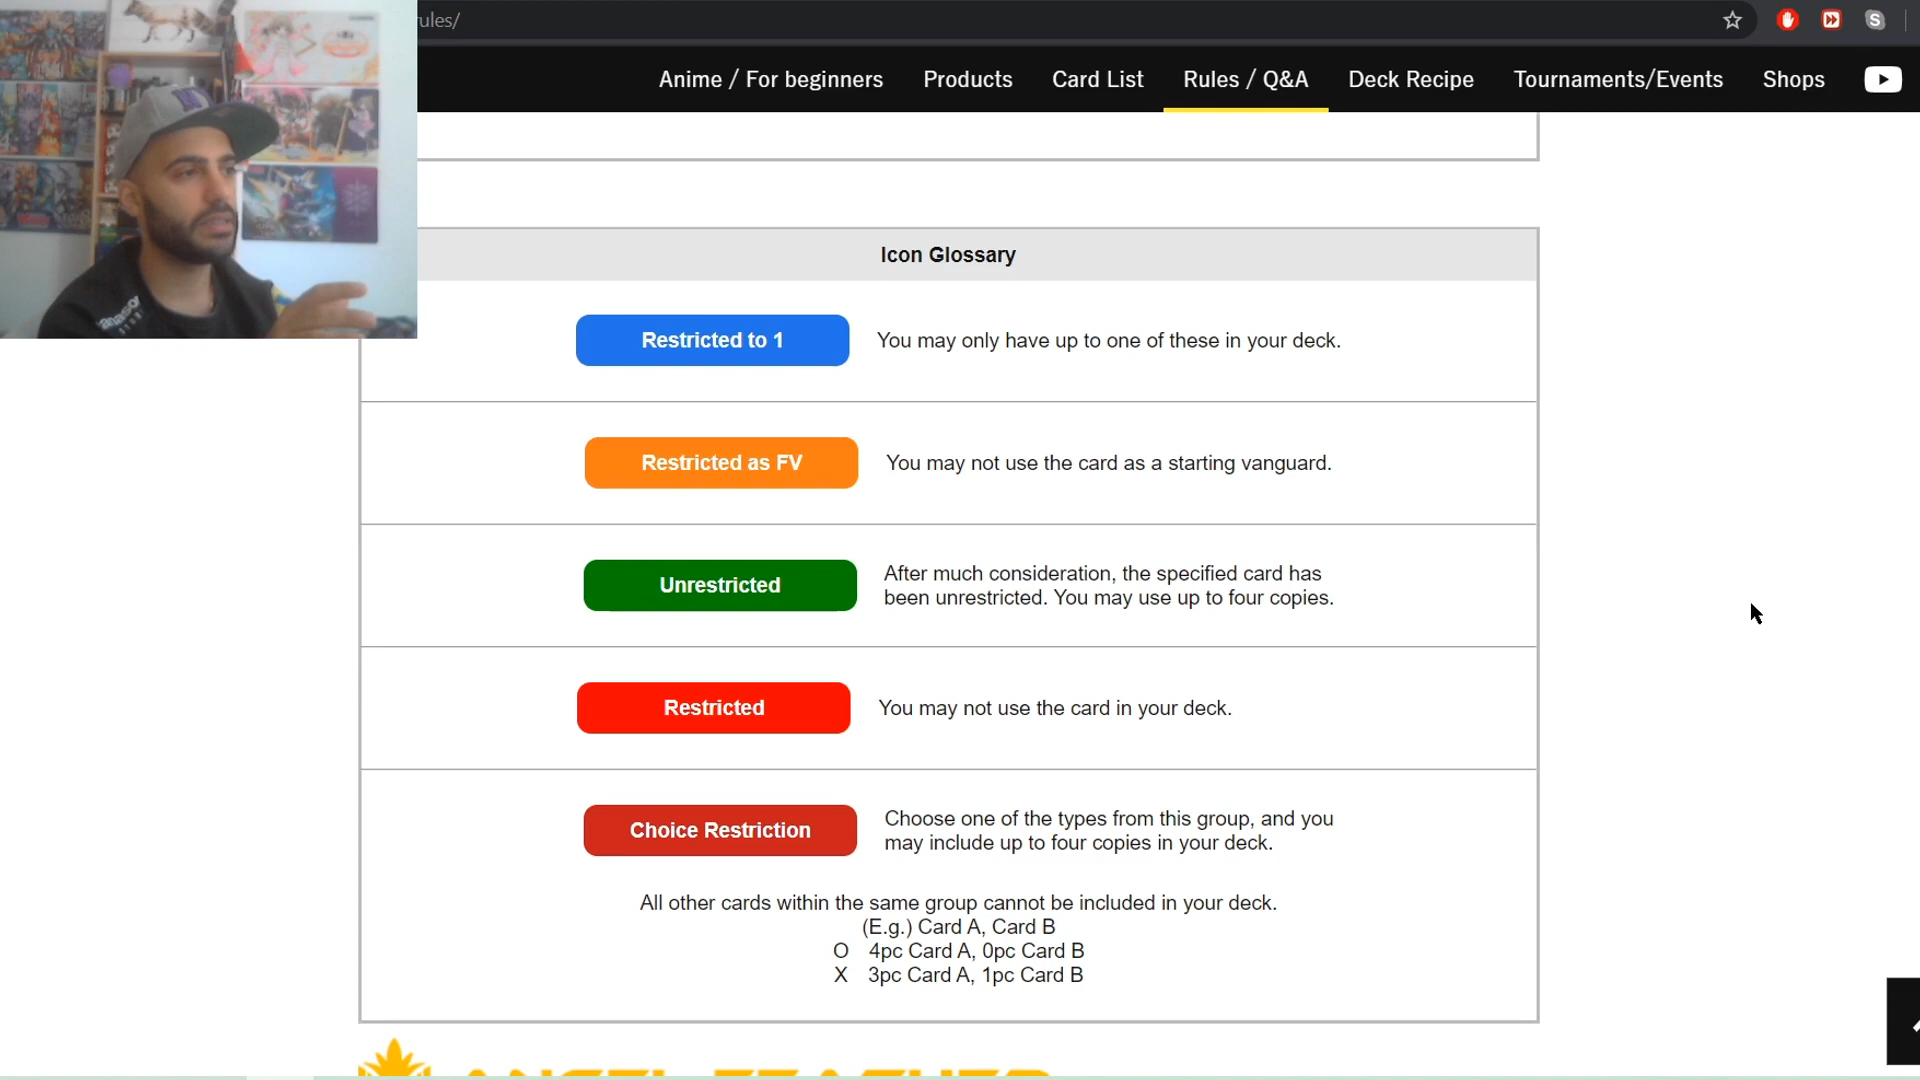 ules/
S
Anime / For beginners
Products
Card List
Rules / Q&A
Deck Recipe
Tournaments/Events
Shops
Icon Glossary
Restricted to 1
You may only have up to one of these in your deck.
Restricted as FV
You may not use the card as a starting vanguard.
Unrestricted
After much consideration, the specified card has
been unrestricted. You may use up to four copies.
Restricted
You may not use the card in your deck.
Choice Restriction
Choose one of the types from this group, and you
may include up to four copies in your deck.
All other cards within the same group cannot be included in your deck.
(E.g.) Card A, Card B
O 4pc Card A, 0pc Card B
X 3pc Card A, 1pc Card B